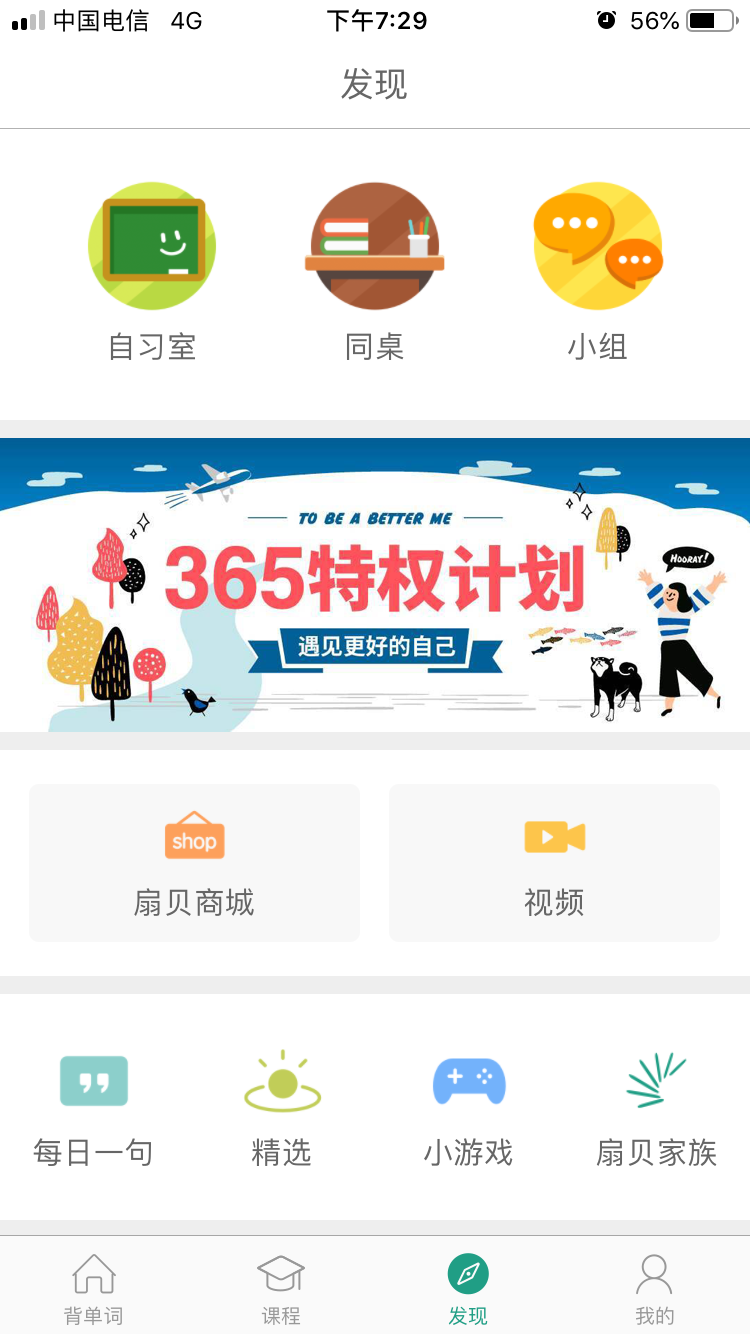 中国电信 4G 下午7:29 56%
发现
自习室 同桌 小组
TO BE A BETTER ME
365特权计划
HOORAY!
遇见更好的自己
shop
扇贝商城 视频
每日一句 精选 小游戏 扇贝家族
背单词 课程 发现 我的